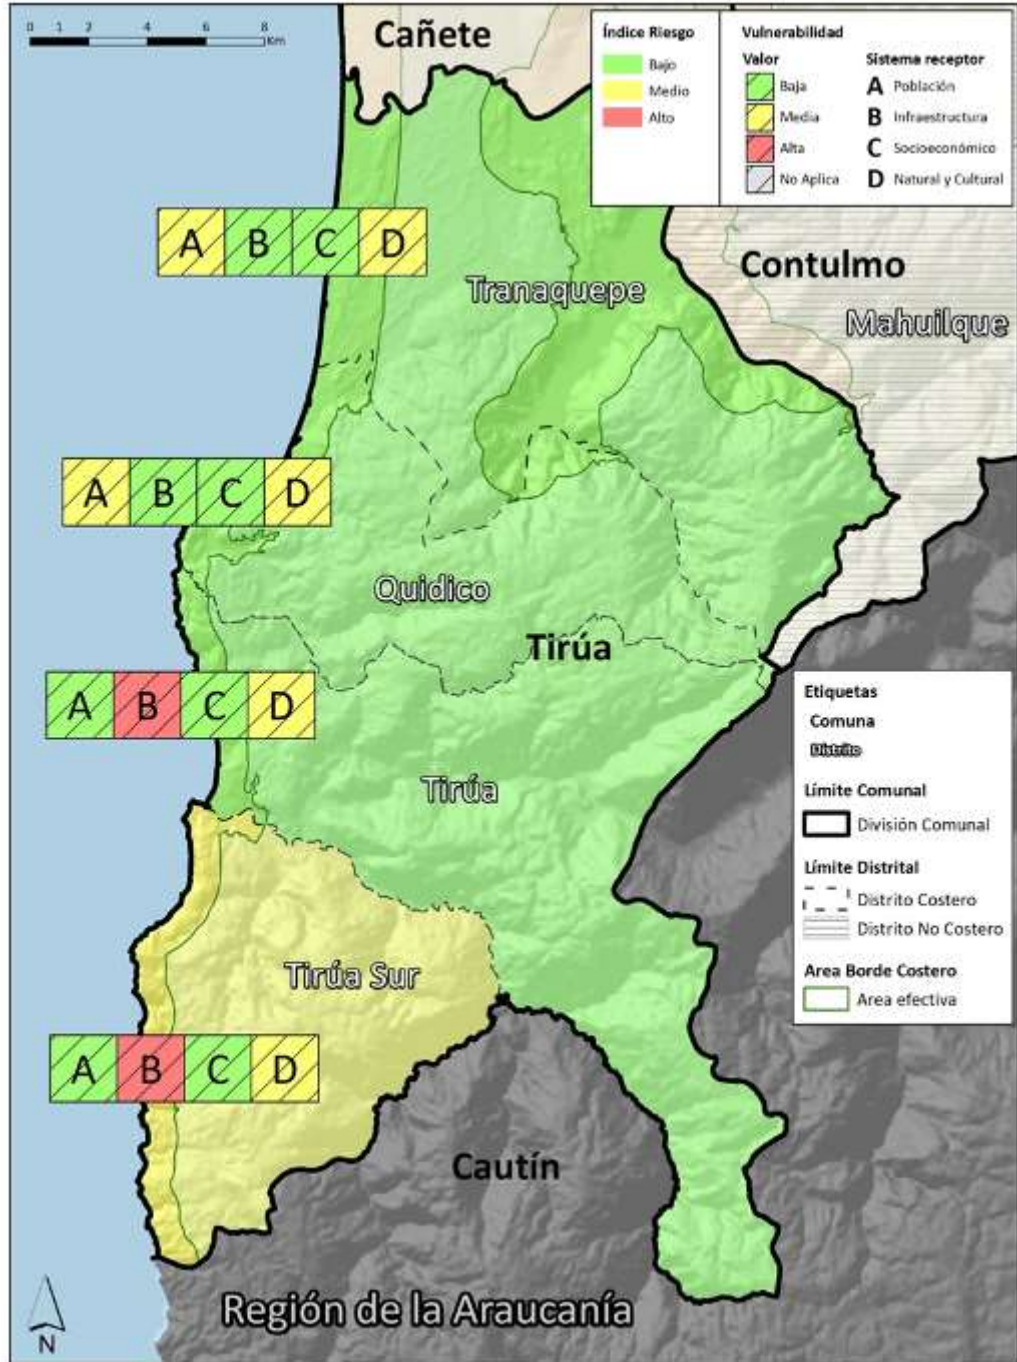 0 1 2 4 6 8
Km
Cañete
Índice Riesgo
Bajo
Medio
Alto
Vulnerabilidad
Valor
Baja
Media
Alta
No Aplica
Sistema receptor
A Población
B Infraestructura
C Socioeconómico
D Natural y Cultural
A B C D
Contulmo
Tranaquepe
Mahuilque
A B C D
Quidico
Tirúa
A B C D
Tirúa
Etiquetas
Comuna
Distrito
Límite Comunal
División Comunal
Límite Distrital
Distrito Costero
Distrito No Costero
Area Borde Costero
Area efectiva
Tirúa Sur
A B C D
Cautín
Región de la Araucanía
N